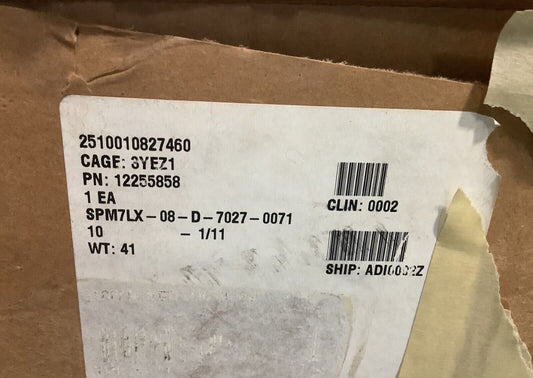 2510010827460
CAGE: 3YEZ1
PN: 12255858
1 EA
SPM7LX-08-D-7027-0071
10 - 1/11
WT: 41
CLIN: 0002
SHIP: